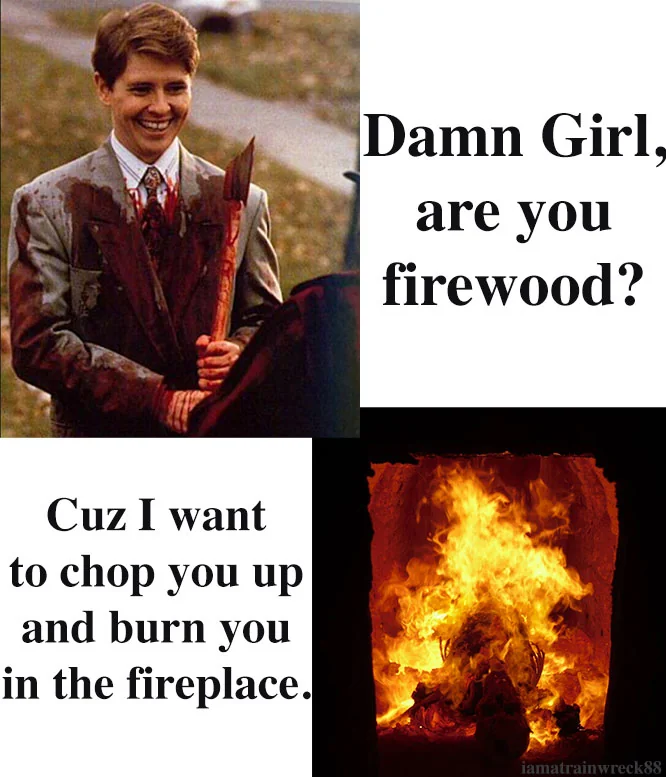 Damn Girl,
are you
firewood?
Cuz I want
to chop you up
and burn you
in the fireplace.
iamatrainwreck88